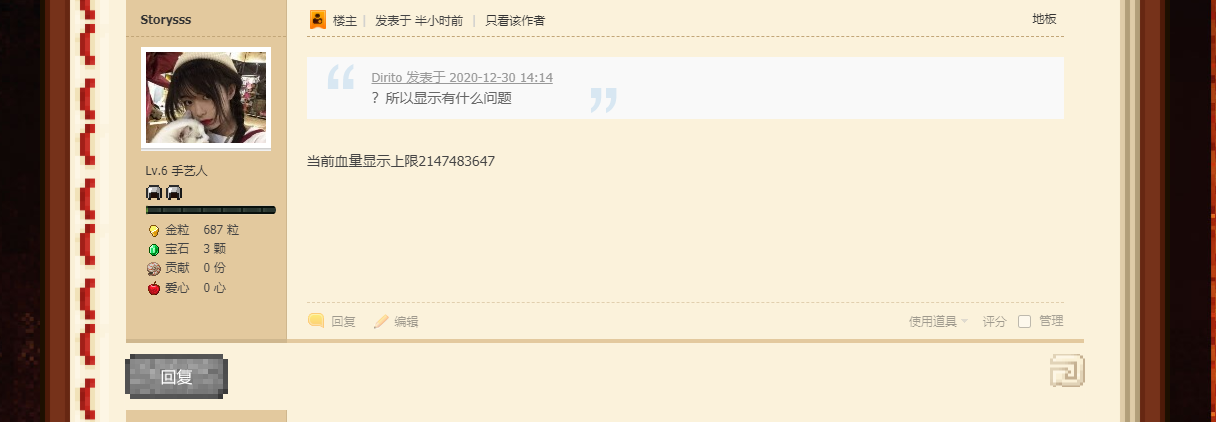 Storysss
楼主 | 发表于 半小时前 | 只看该作者
地板
Dirito 发表于 2020-12-30 14:14
？所以显示有什么问题
当前血量显示上限2147483647
Lv.6 手艺人
金粒 687 粒
宝石 3 颗
贡献 0 份
爱心 0 心
回复 编辑
使用道具 评分 管理
回复